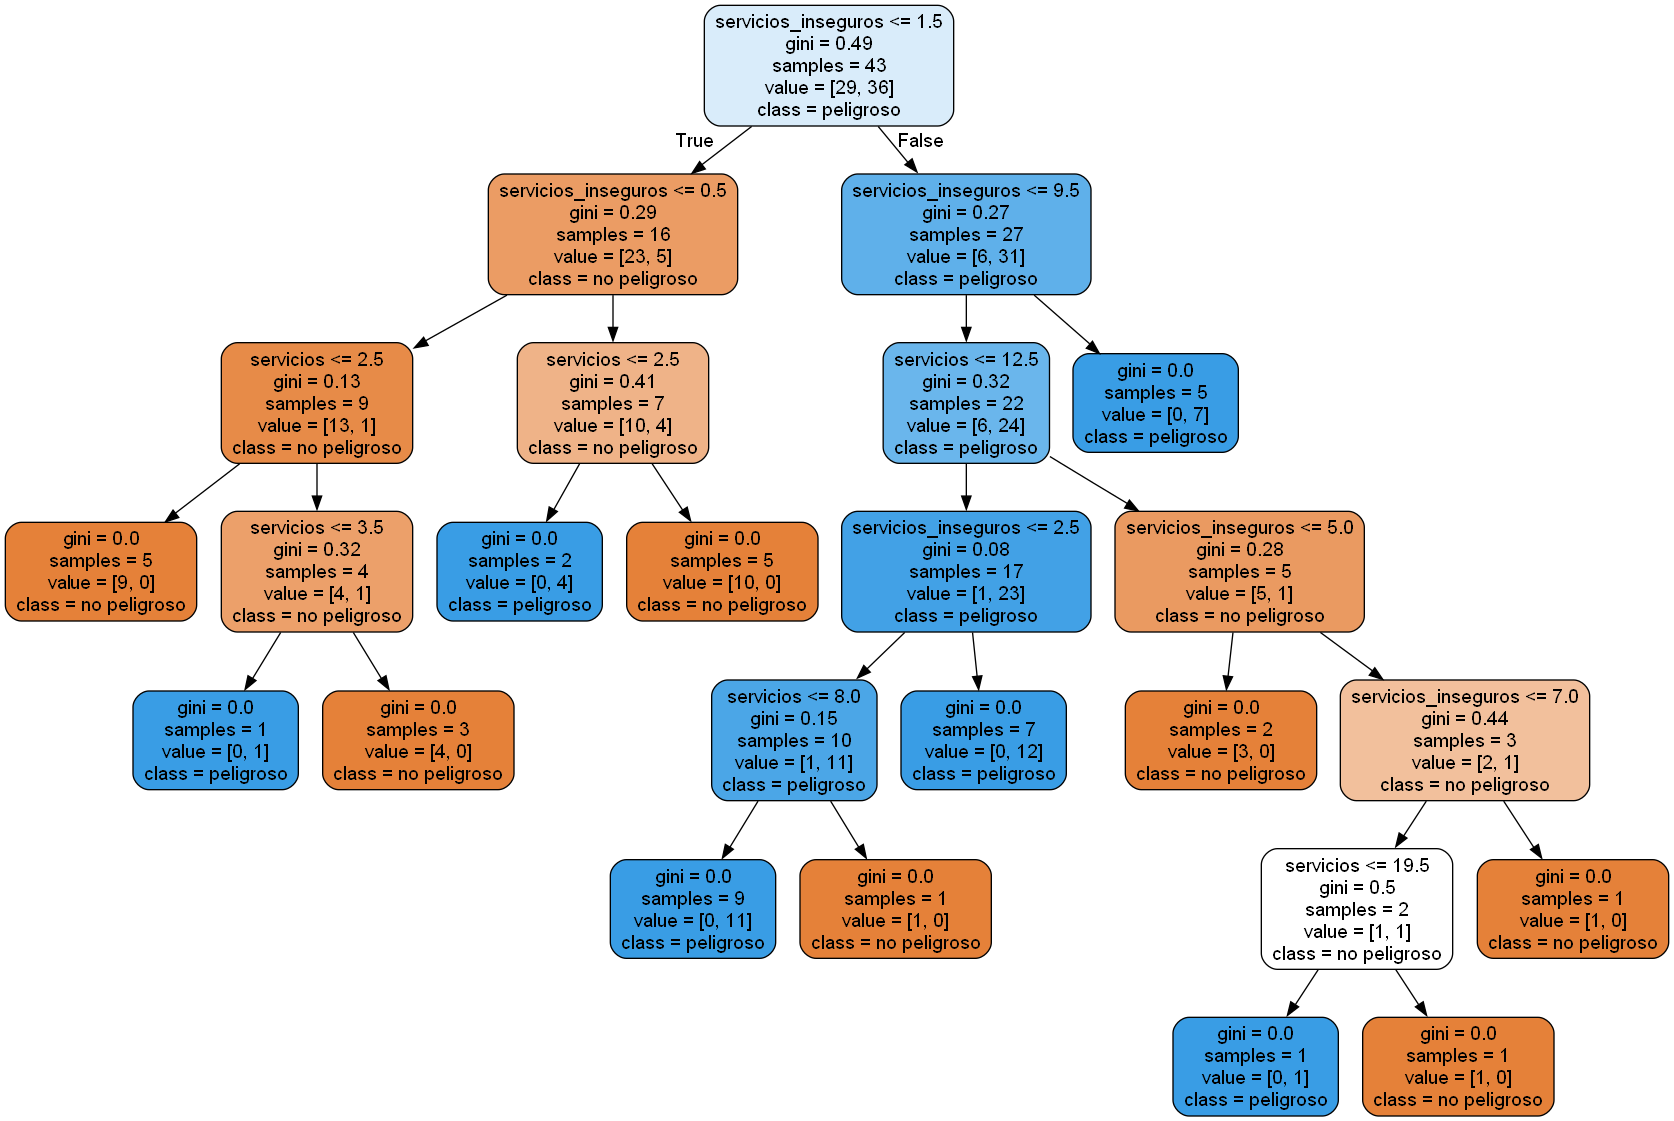 servicios_inseguros <= 1.5
gini = 0.49
samples = 43
value = [29, 36]
class = peligroso
True
False
servicios_inseguros <= 0.5
gini = 0.29
samples = 16
value = [23, 5]
class = no peligroso
servicios_inseguros <= 9.5
gini = 0.27
samples = 27
value = [6, 31]
class = peligroso
servicios <= 2.5
gini = 0.13
samples = 9
value = [13, 1]
class = no peligroso
servicios <= 2.5
gini = 0.41
samples = 7
value = [10, 4]
class = no peligroso
servicios <= 12.5
gini = 0.32
samples = 22
value = [6, 24]
class = peligroso
gini = 0.0
samples = 5
value = [0, 7]
class = peligroso
gini = 0.0
samples = 5
value = [9, 0]
class = no peligroso
servicios <= 3.5
gini = 0.32
samples = 4
value = [4, 1]
class = no peligroso
gini = 0.0
samples = 2
value = [0, 4]
class = peligroso
gini = 0.0
samples = 5
value = [10, 0]
class = no peligroso
servicios_inseguros <= 2.5
gini = 0.08
samples = 17
value = [1, 23]
class = peligroso
servicios_inseguros <= 5.0
gini = 0.28
samples = 5
value = [5, 1]
class = no peligroso
gini = 0.0
samples = 1
value = [0, 1]
class = peligroso
gini = 0.0
samples = 3
value = [4, 0]
class = no peligroso
servicios <= 8.0
gini = 0.15
samples = 10
value = [1, 11]
class = peligroso
gini = 0.0
samples = 7
value = [0, 12]
class = peligroso
gini = 0.0
samples = 2
value = [3, 0]
class = no peligroso
servicios_inseguros <= 7.0
gini = 0.44
samples = 3
value = [2, 1]
class = no peligroso
gini = 0.0
samples = 9
value = [0, 11]
class = peligroso
gini = 0.0
samples = 1
value = [1, 0]
class = no peligroso
servicios <= 19.5
gini = 0.5
samples = 2
value = [1, 1]
class = no peligroso
gini = 0.0
samples = 1
value = [1, 0]
class = no peligroso
gini = 0.0
samples = 1
value = [0, 1]
class = peligroso
gini = 0.0
samples = 1
value = [1, 0]
class = no peligroso